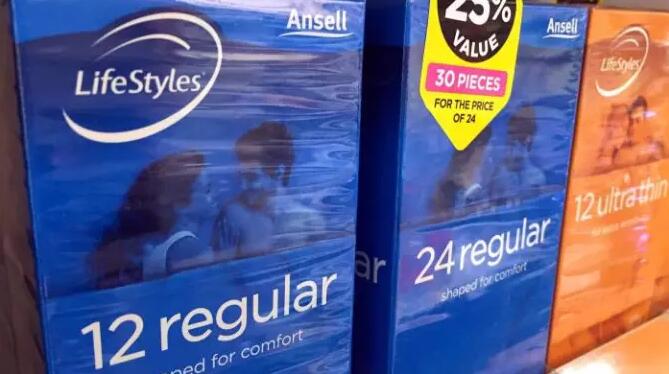 LifeStyles
Ansell
12 regular
ped for comfort
ar
25%
VALUE
30 PIECES
FOR THE PRICE
OF 24
Ansell
24 regular
shaped for comfort
LifeStyles
12 ultra thin